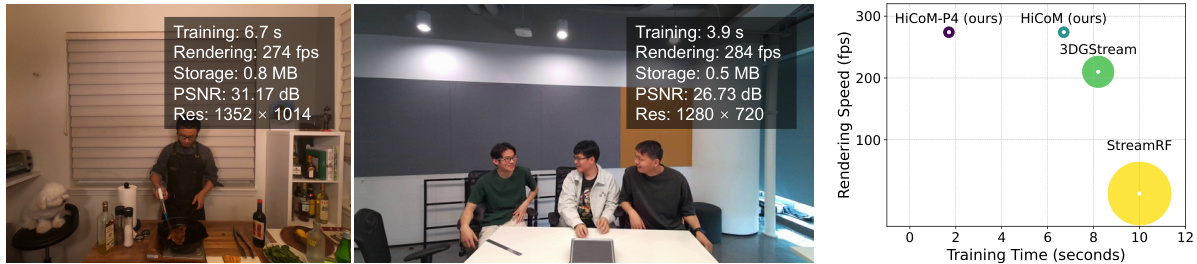 Training: 6.7 s
Rendering: 274 fps
Storage: 0.8 MB
PSNR: 31.17 dB
Res: 1352 × 1014
Training: 3.9 s
Rendering: 284 fps
Storage: 0.5 MB
PSNR: 26.73 dB
Res: 1280 × 720
HiCoM-P4 (ours) HiCoM (ours)
3DGStream
StreamRF
Rendering Speed (fps)
300
200
100
0 2 4 6 8 10 12
Training Time (seconds)